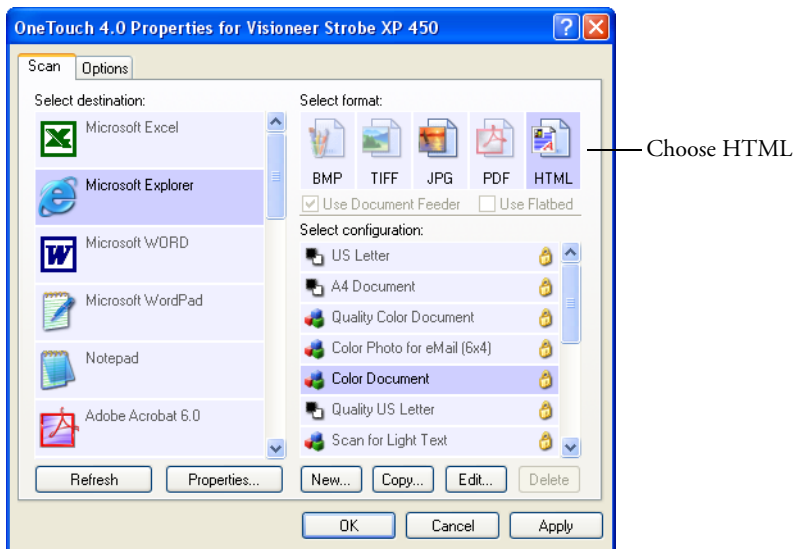 OneTouch 4.0 Properties for Visioneer Strobe XP 450
Scan Options
Select destination:
Microsoft Excel
Microsoft Explorer
Microsoft WORD
Microsoft WordPad
Notepad
Adobe Acrobat 6.0
Refresh Properties...
Select format:
BMP TIFF JPG PDF HTML
Use Document Feeder Use Flatbed
Select configuration:
US Letter
A4 Document
Quality Color Document
Color Photo for eMail (6x4)
Color Document
Quality US Letter
Scan for Light Text
New... Copy... Edit... Delete
OK Cancel Apply
Choose HTML